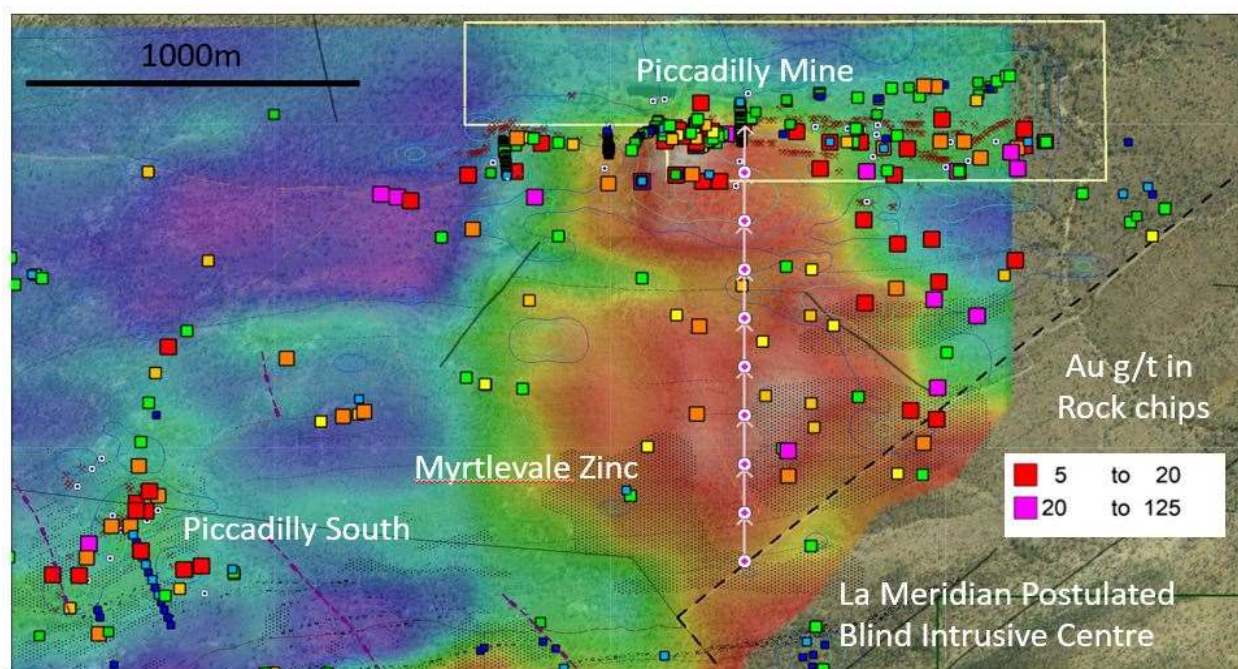 1000m
Piccadilly Mine
Au g/t in
Rock chips
5 to 20
20 to 125
Myrtlevale Zinc
Piccadilly South
La Meridian Postulated
Blind Intrusive Centre